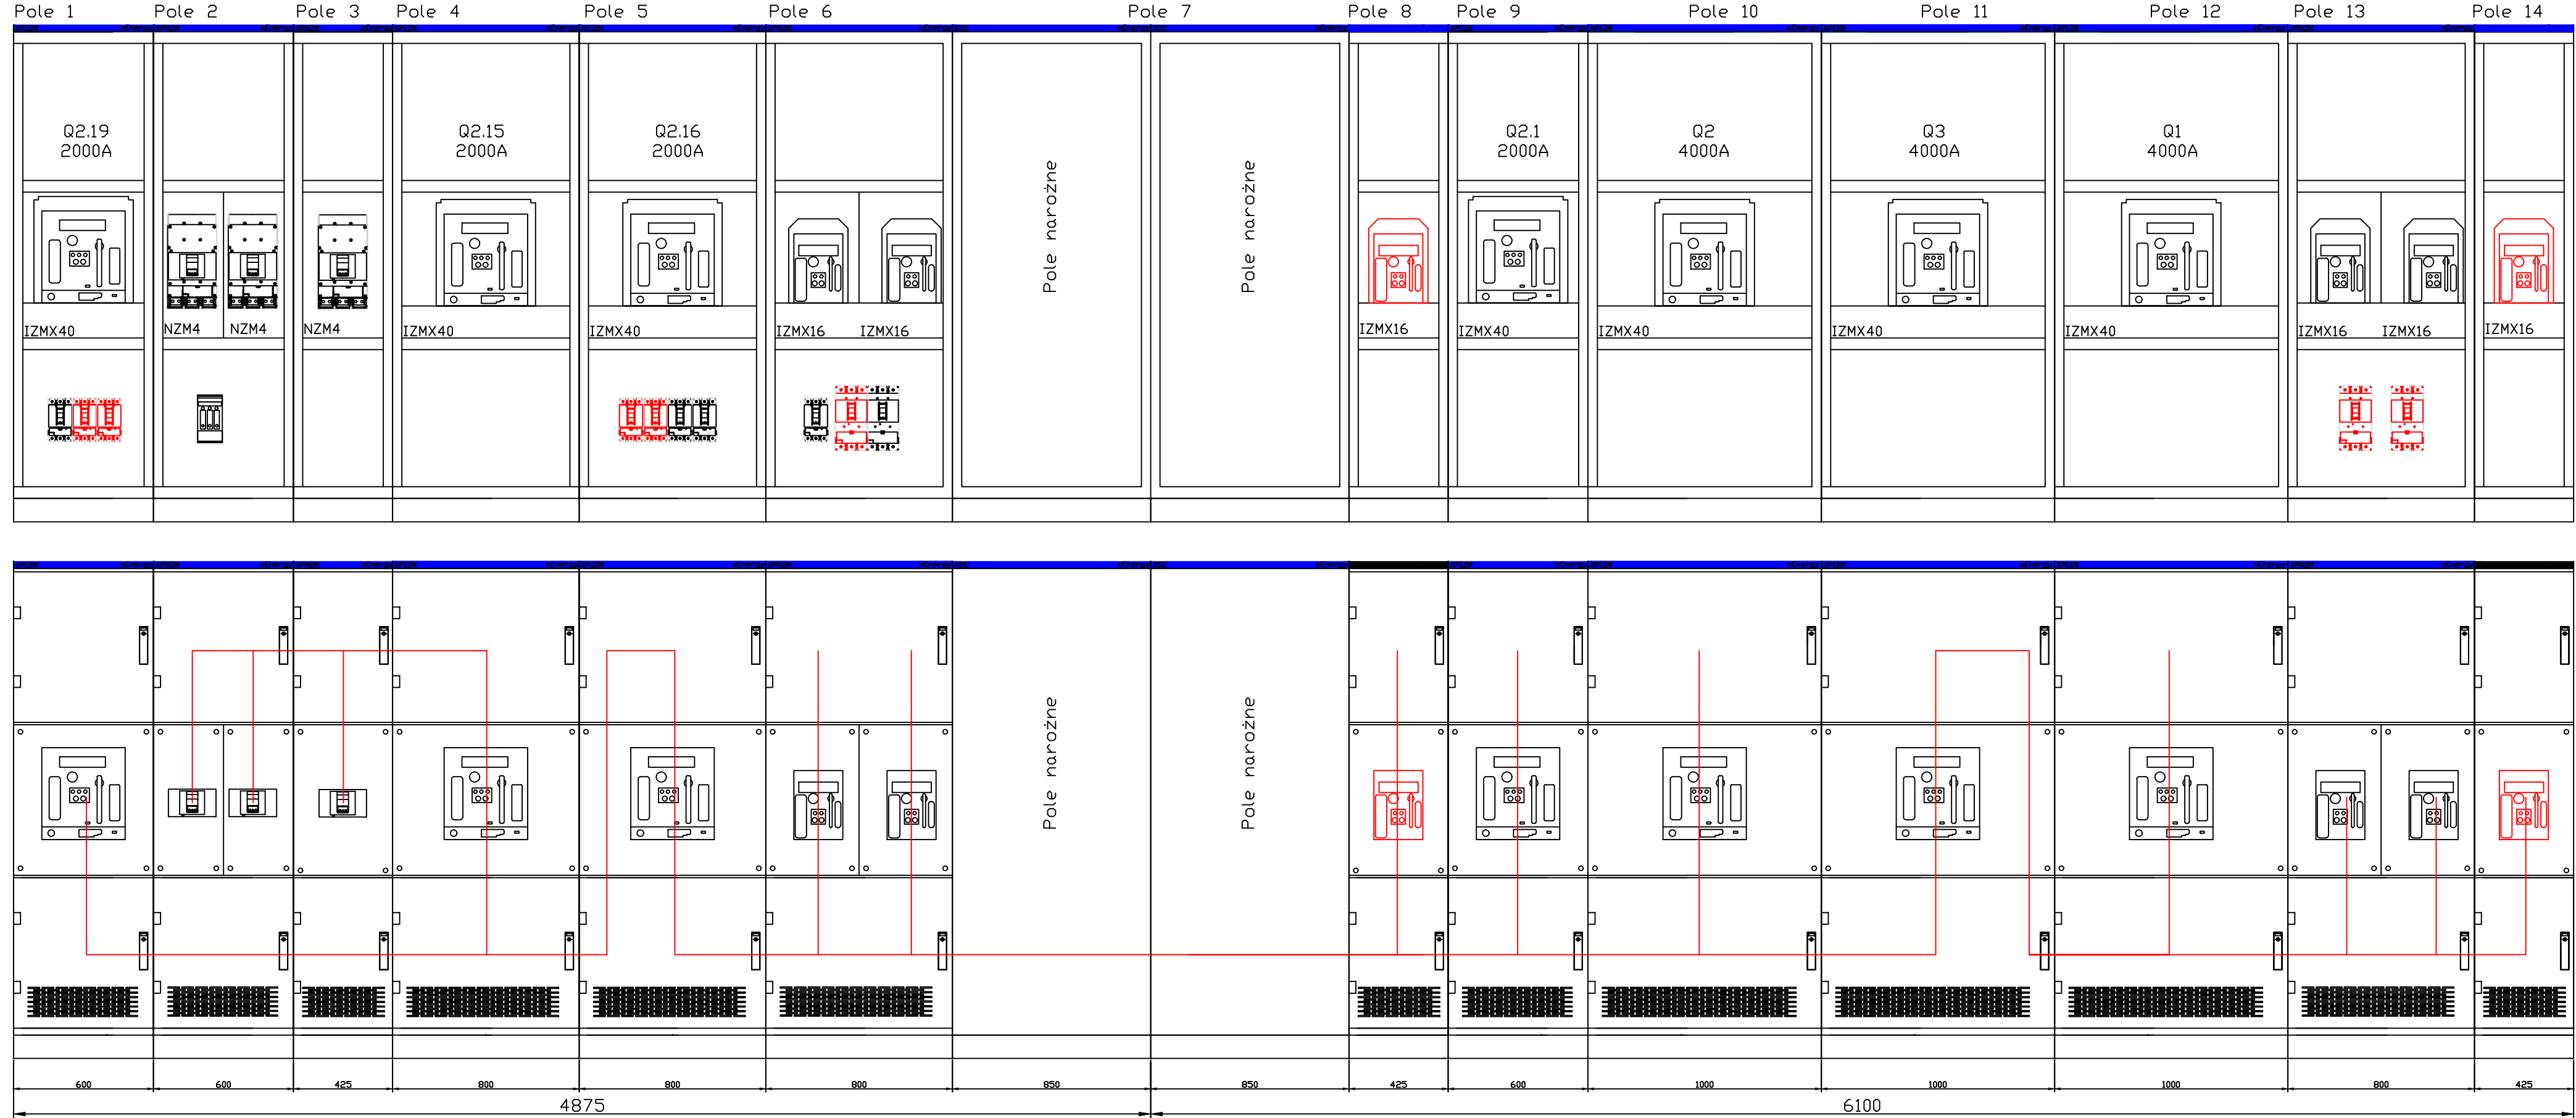 Pole 1 Pole 2 Pole 3 Pole 4 Pole 5 Pole 6 Pole 7 Pole 8 Pole 9 Pole 10 Pole 11 Pole 12 Pole 13 Pole 14
Q2.19 Q2.15 Q2.16 Q2.1 Q2 Q3 Q1
2000A 2000A 2000A 2000A 4000A 4000A 4000A
Pole narożne
Pole narożne
IZMX40 NZM4 NZM4 NZM4 IZMX40 IZMX40 IZMX16 IZMX16 IZMX16 IZMX40 IZMX40 IZMX40 IZMX40 IZMX16 IZMX16 IZMX16
Pole narożne
Pole narożne
600 600 425 800 800 800 850 850 425 600 1000 1000 1000 800 425
4875 6100